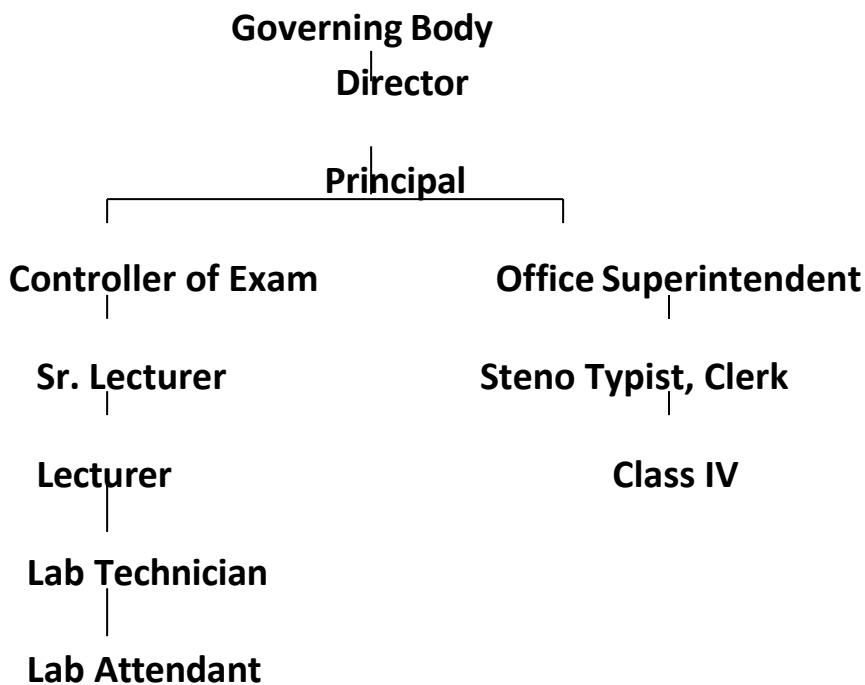 Governing Body
Director
Principal
Controller of Exam Office Superintendent
Sr. Lecturer Steno Typist, Clerk
Lecturer Class IV
Lab Technician
Lab Attendant